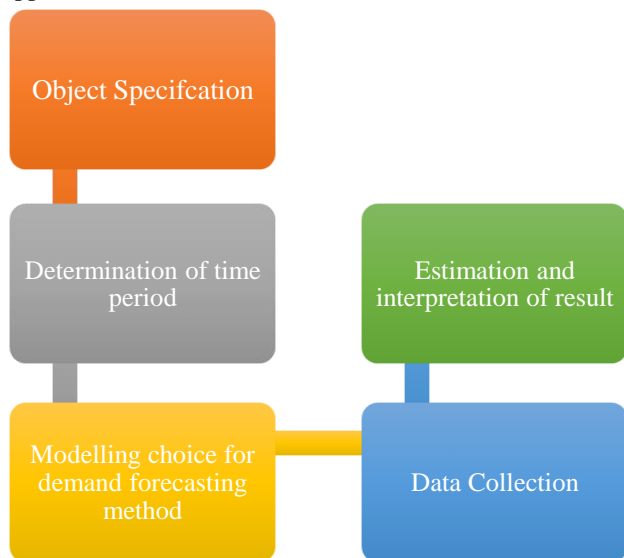 Object Specifcation
Determination of time
period
Modelling choice for
demand forecasting
method
Data Collection
Estimation and
interpretation of result